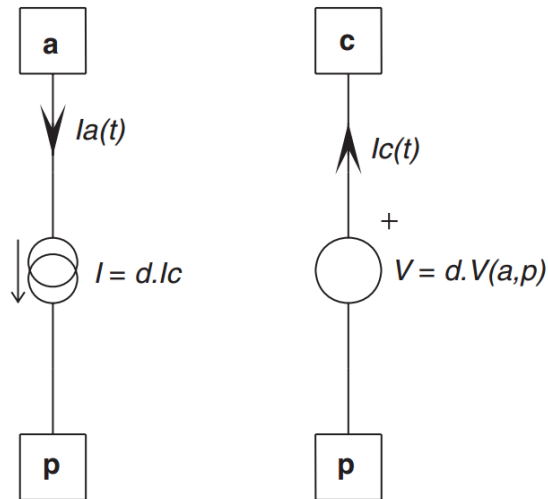 a
c
Ia(t)
Ic(t)
+
I = d.Ic
V = d.V(a,p)
p
p